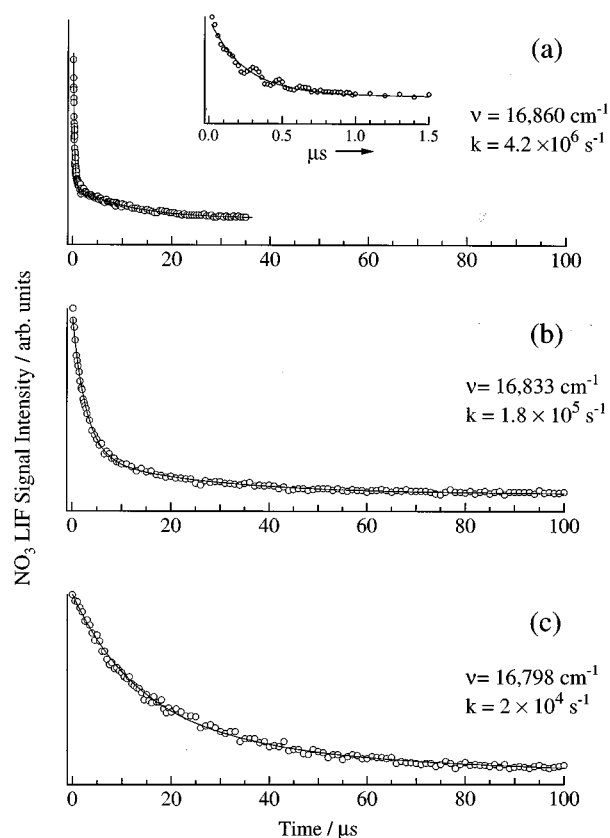 (a)
0.0 0.5 1.0 1.5
μs
ν = 16,860 cm⁻¹
k = 4.2 ×10⁶ s⁻¹
0 20 40 60 80 100
(b)
ν = 16,833 cm⁻¹
k = 1.8 × 10⁵ s⁻¹
0 20 40 60 80 100
NO₃ LIF Signal Intensity / arb. units
(c)
ν= 16,798 cm⁻¹
k = 2 × 10⁴ s⁻¹
0 20 40 60 80 100
Time / μs